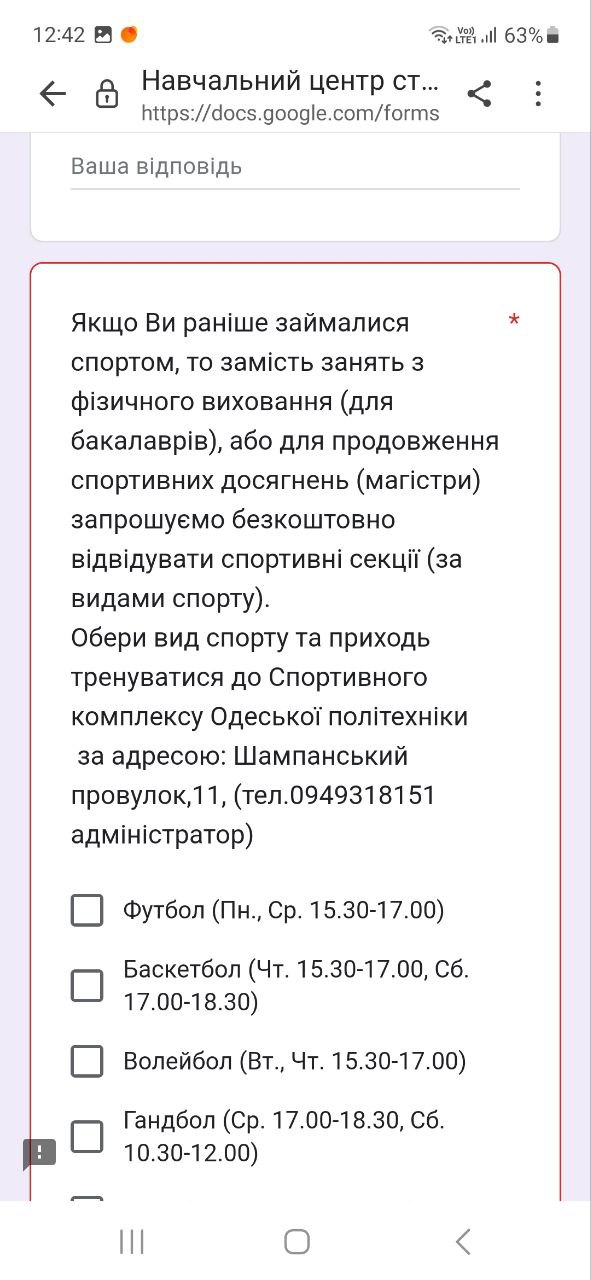 12:42
Vo))
LTE1
63%
Навчальний центр ст...
https://docs.google.com/forms
Ваша відповідь
Якщо Ви раніше займалися *
спортом, то замість занять з
фізичного виховання (для
бакалаврів), або для продовження
спортивних досягнень (магістри)
запрошуємо безкоштовно
відвідувати спортивні секції (за
видами спорту).
Обери вид спорту та приходь
тренуватися до Спортивного
комплексу Одеської політехніки
за адресою: Шампанський
провулок,11, (тел.0949318151
адміністратор)
Футбол (Пн., Ср. 15.30-17.00)
Баскетбол (Чт. 15.30-17.00, Сб.
17.00-18.30)
Волейбол (Вт., Чт. 15.30-17.00)
Гандбол (Ср. 17.00-18.30, Сб.
10.30-12.00)